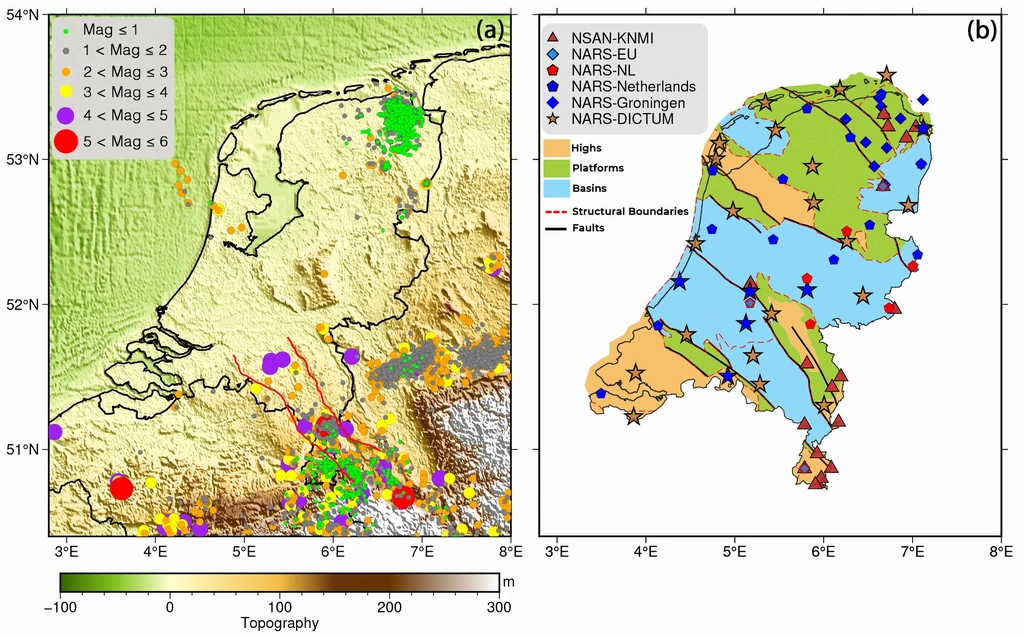 (a)
Mag ≤ 1
1 < Mag ≤ 2
2 < Mag ≤ 3
3 < Mag ≤ 4
4 < Mag ≤ 5
5 < Mag ≤ 6
54°N
53°N
52°N
51°N
3°E 4°E 5°E 6°E 7°E 8°E
−100 0 100 200 300 m
Topography
(b)
NSAN-KNMI
NARS-EU
NARS-NL
NARS-Netherlands
NARS-Groningen
NARS-DICTUM
Highs
Platforms
Basins
Structural Boundaries
Faults
3°E 4°E 5°E 6°E 7°E 8°E